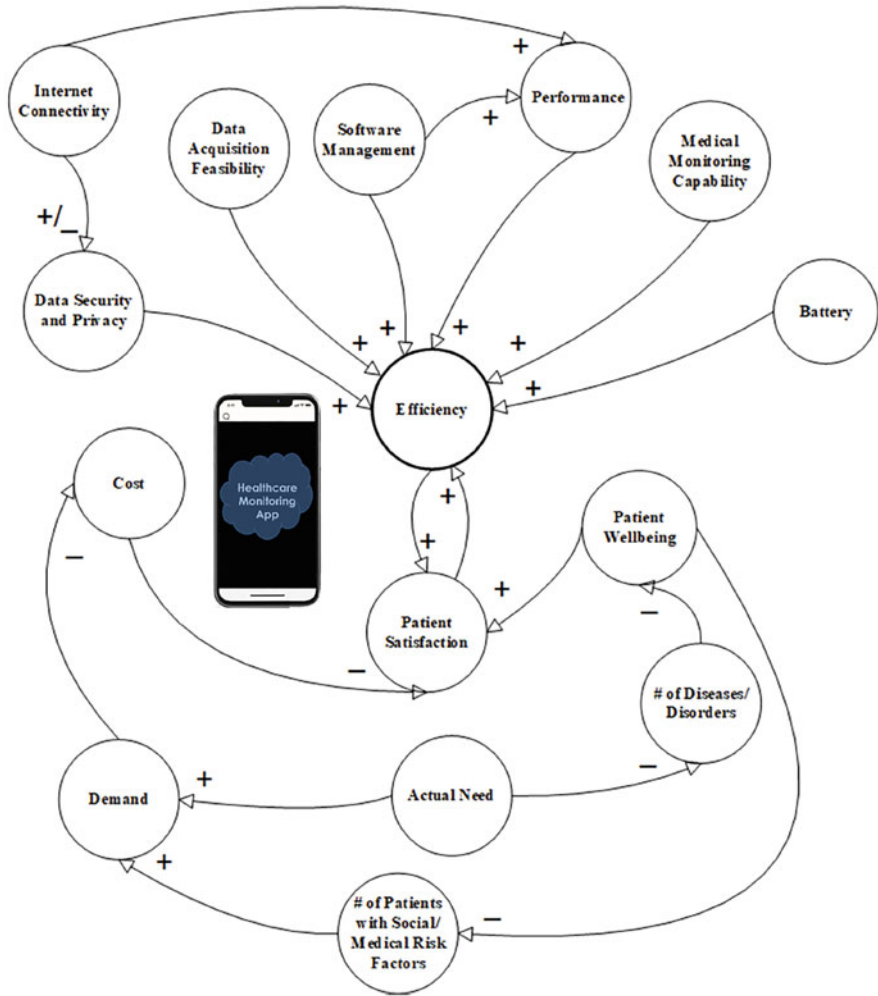 +
Internet
Connectivity
Performance
Software
Management
+
Data
Acquisition
Feasibility
Medical
Monitoring
Capability
+/−
Data Security
and Privacy
Battery
+
+
+
+
+
+
Efficiency
Healthcare
Monitoring
App
Cost
+
+
Patient
Wellbeing
−
+
−
Patient
Satisfaction
−
# of Diseases/
Disorders
−
+
Demand
Actual Need
+
# of Patients
with Social/
Medical Risk
Factors
−